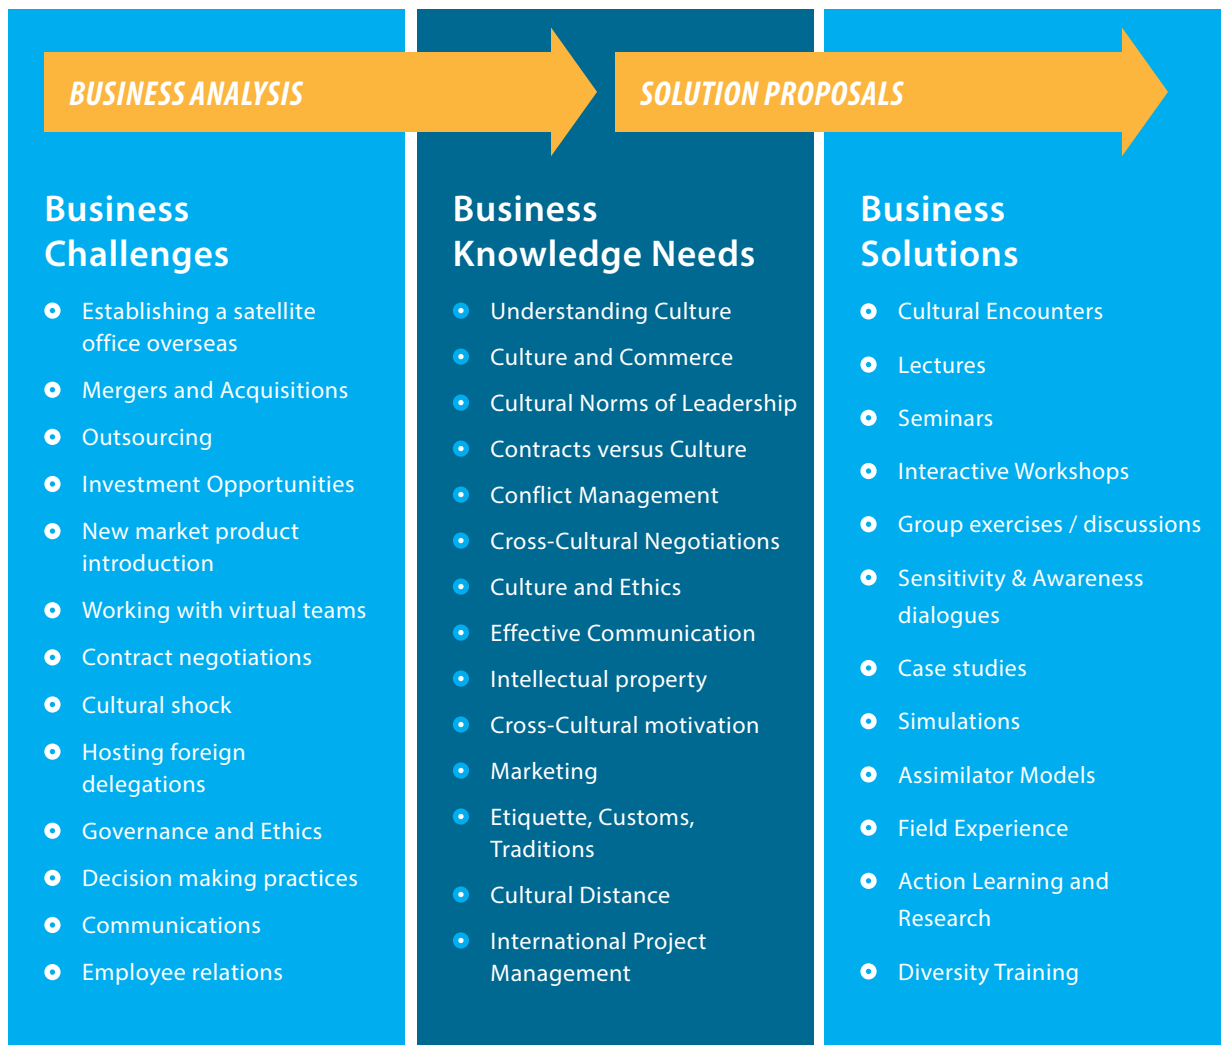 BUSINESS ANALYSIS
SOLUTION PROPOSALS
Business
Challenges
Establishing a satellite
office overseas
Mergers and Acquisitions
Outsourcing
Investment Opportunities
New market product
introduction
Working with virtual teams
Contract negotiations
Cultural shock
Hosting foreign
delegations
Governance and Ethics
Decision making practices
Communications
Employee relations
Business
Knowledge Needs
Understanding Culture
Culture and Commerce
Cultural Norms of Leadership
Contracts versus Culture
Conflict Management
Cross-Cultural Negotiations
Culture and Ethics
Effective Communication
Intellectual property
Cross-Cultural motivation
Marketing
Etiquette, Customs,
Traditions
Cultural Distance
International Project
Management
Business
Solutions
Cultural Encounters
Lectures
Seminars
Interactive Workshops
Group exercises / discussions
Sensitivity & Awareness
dialogues
Case studies
Simulations
Assimilator Models
Field Experience
Action Learning and
Research
Diversity Training